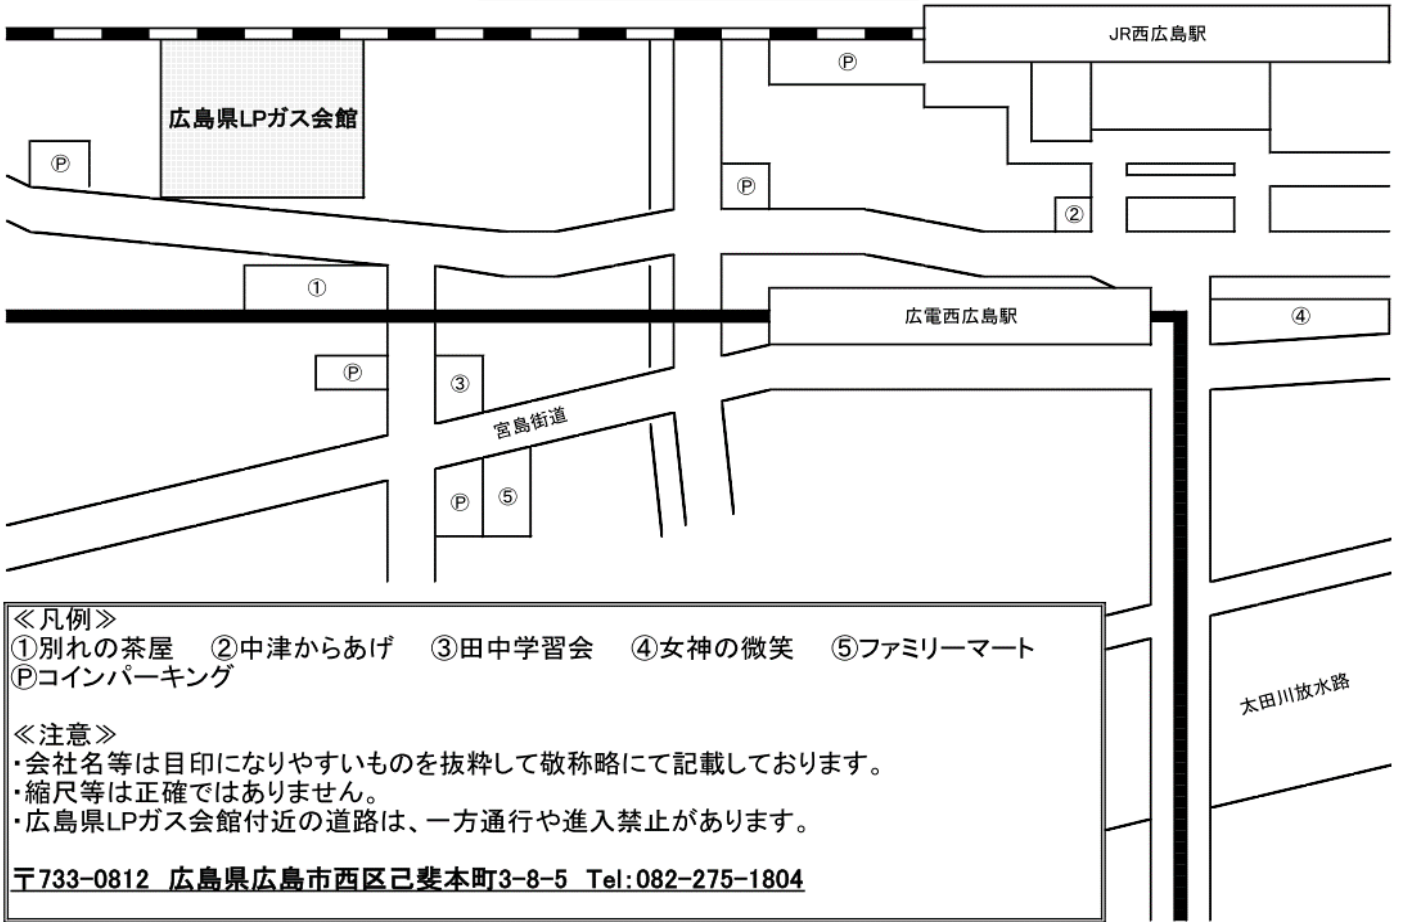 JR西広島駅
Ⓟ
広島県LPガス会館
Ⓟ
Ⓟ
②
①
広電西広島駅
④
Ⓟ
③
宮島街道
Ⓟ
⑤
≪凡例≫
①別れの茶屋 ②中津からあげ ③田中学習会 ④女神の微笑 ⑤ファミリーマート
Ⓟコインパーキング
太田川放水路
≪注意≫
・会社名等は目印になりやすいものを抜粋して敬称略にて記載しております。
・縮尺等は正確ではありません。
・広島県LPガス会館付近の道路は、一方通行や進入禁止があります。
〒733-0812 広島県広島市西区己斐本町3-8-5 Tel:082-275-1804